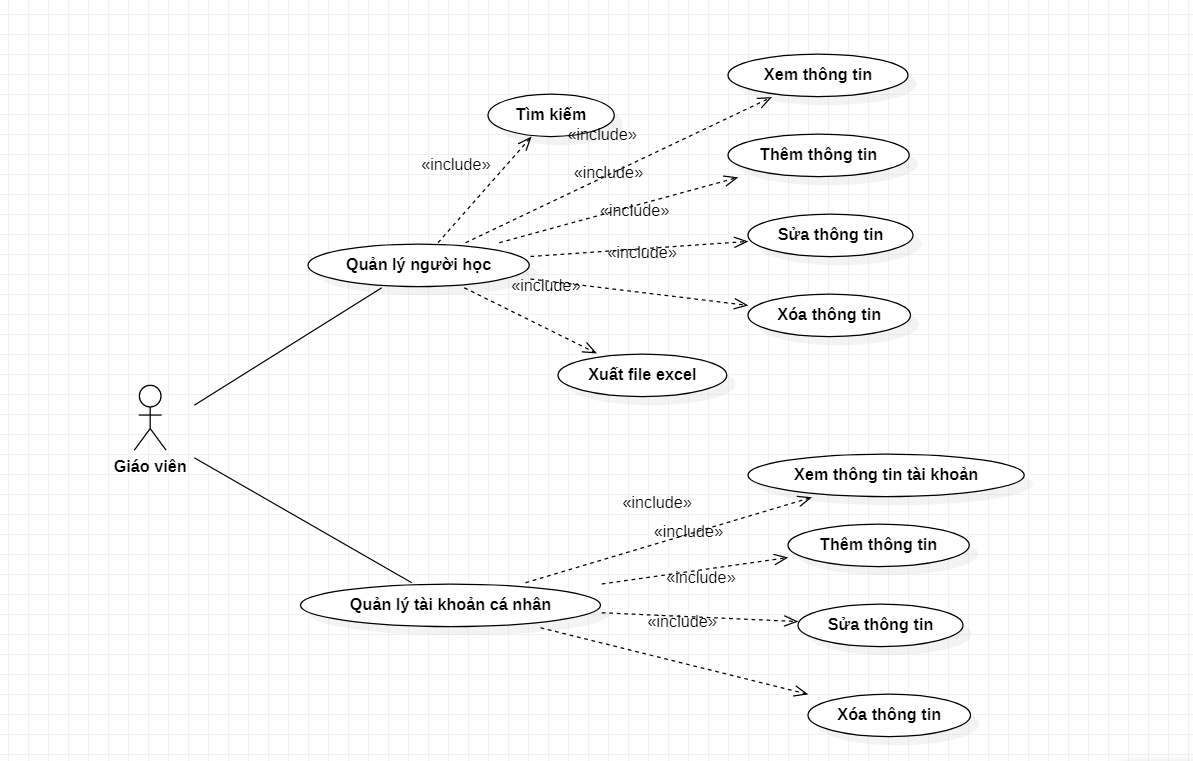 Xem thông tin
Tìm kiếm
«include»
«include»
Thêm thông tin
«include»
«include»
Sửa thông tin
«include»
Quản lý người học
«include»
Xóa thông tin
Xuất file excel
Giáo viên
Xem thông tin tài khoản
«include»
«include»
Thêm thông tin
«include»
Quản lý tài khoản cá nhân
«include»
Sửa thông tin
Xóa thông tin